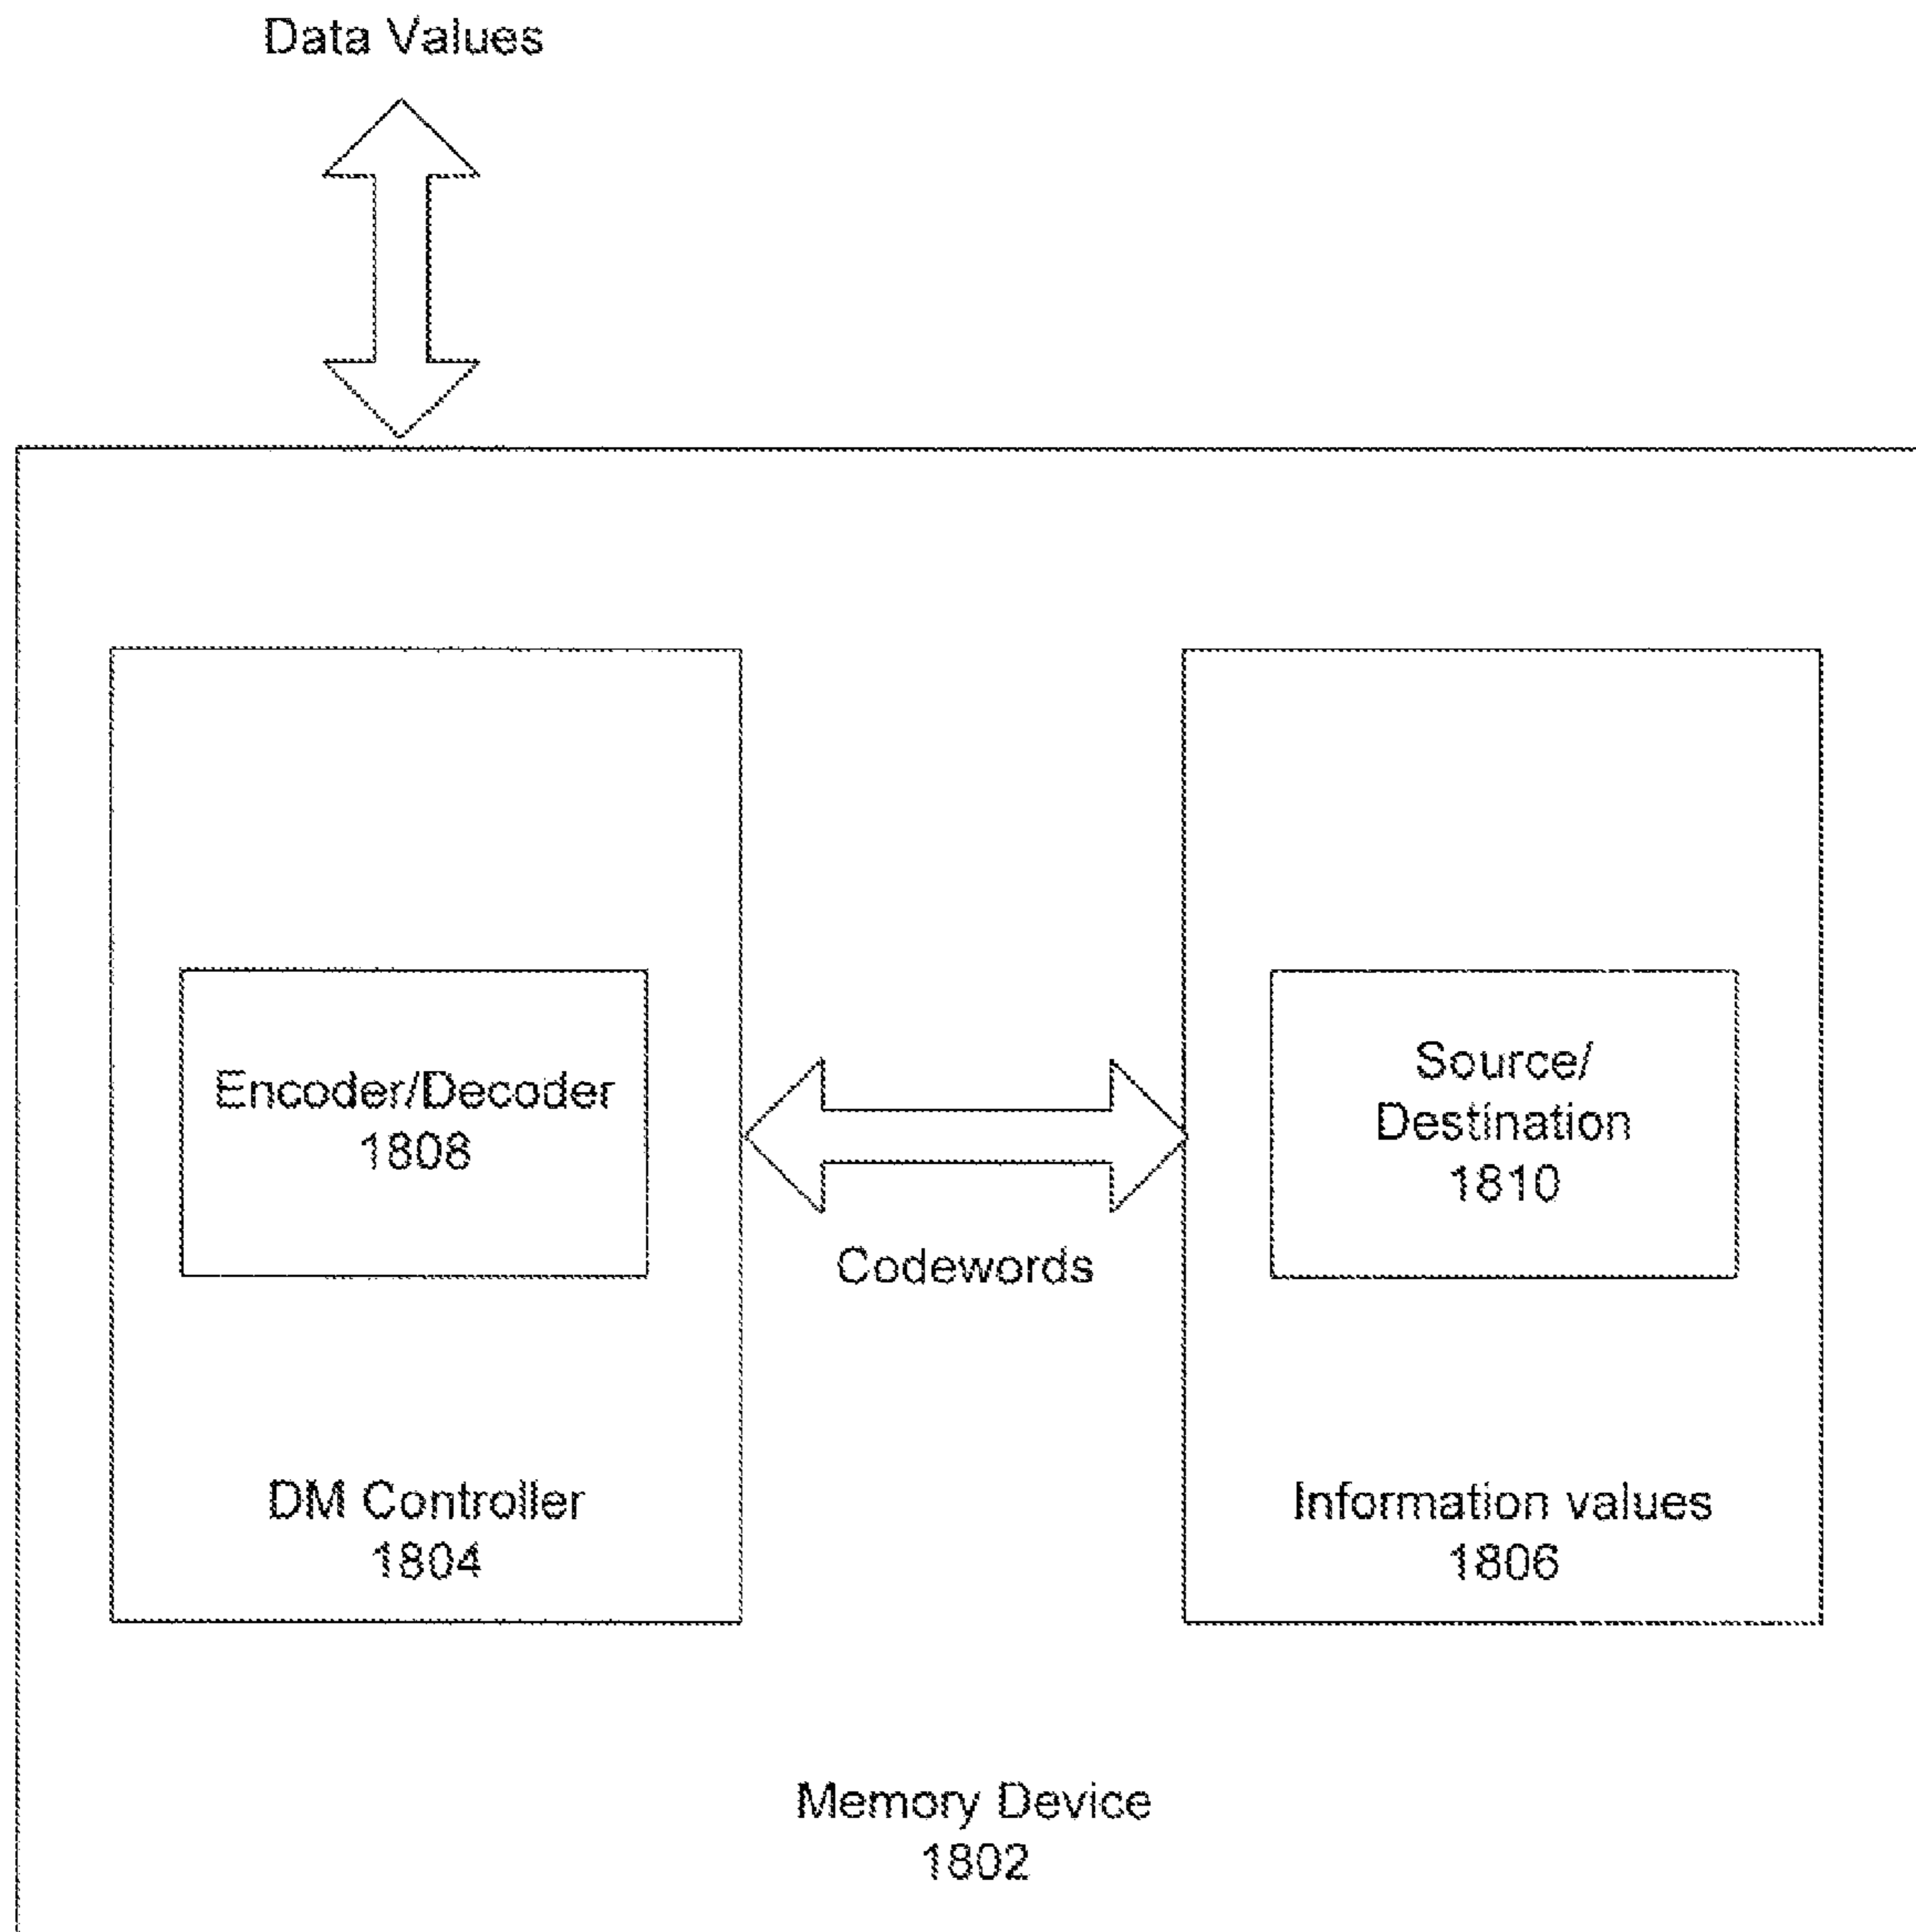 Data Values
Encoder/Decoder
1808
Source/
Destination
1810
Codewords
DM Controller
1804
Information values
1806
Memory Device
1802